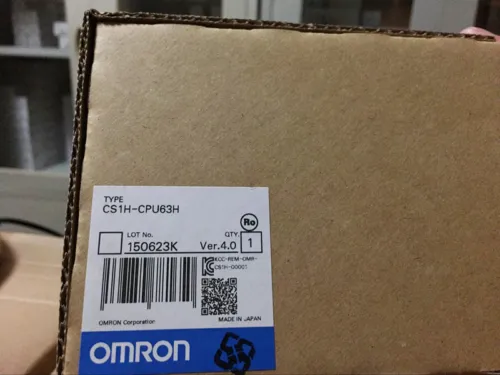 TYPE
CS1H-CPU63H
Ro
LOT No. QTY.
150623K Ver.4.0 1
KCC-REM-OMR-
CS1H-00001
OMRON Corporation MADE IN JAPAN
OMRON